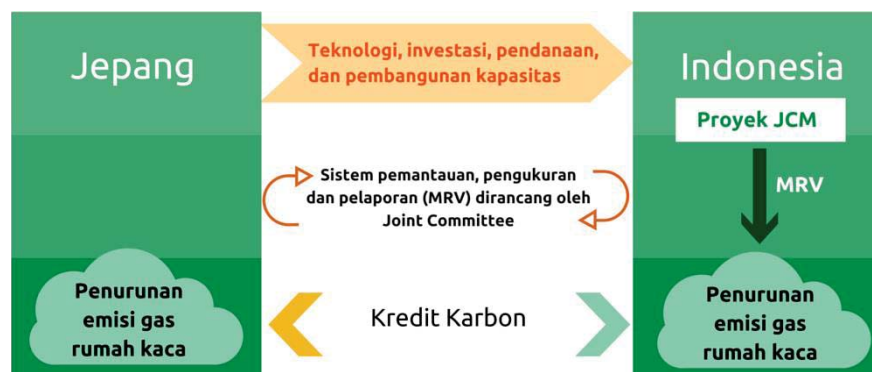 Jepang
Teknologi, investasi, pendanaan,
dan pembangunan kapasitas
Indonesia
Proyek JCM
MRV
Sistem pemantauan, pengukuran
dan pelaporan (MRV) dirancang oleh
Joint Committee
Penurunan
emisi gas
rumah kaca
Kredit Karbon
Penurunan
emisi gas
rumah kaca